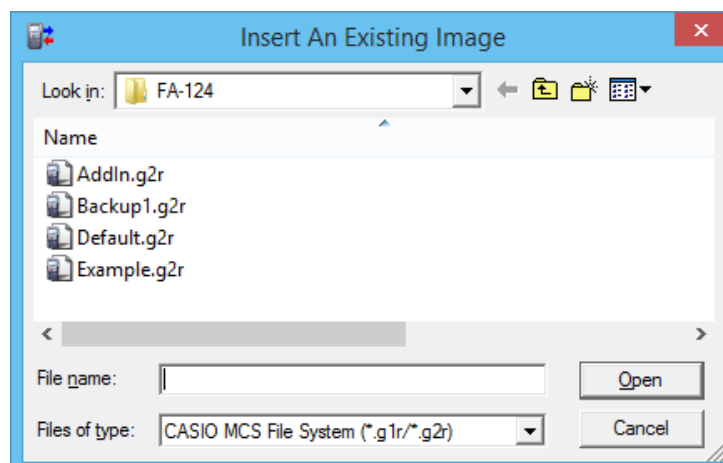 Insert An Existing Image
Look in: FA-124
Name
AddIn.g2r
Backup1.g2r
Default.g2r
Example.g2r
File name: Open
Files of type: CASIO MCS File System (*.g1r/*.g2r) Cancel